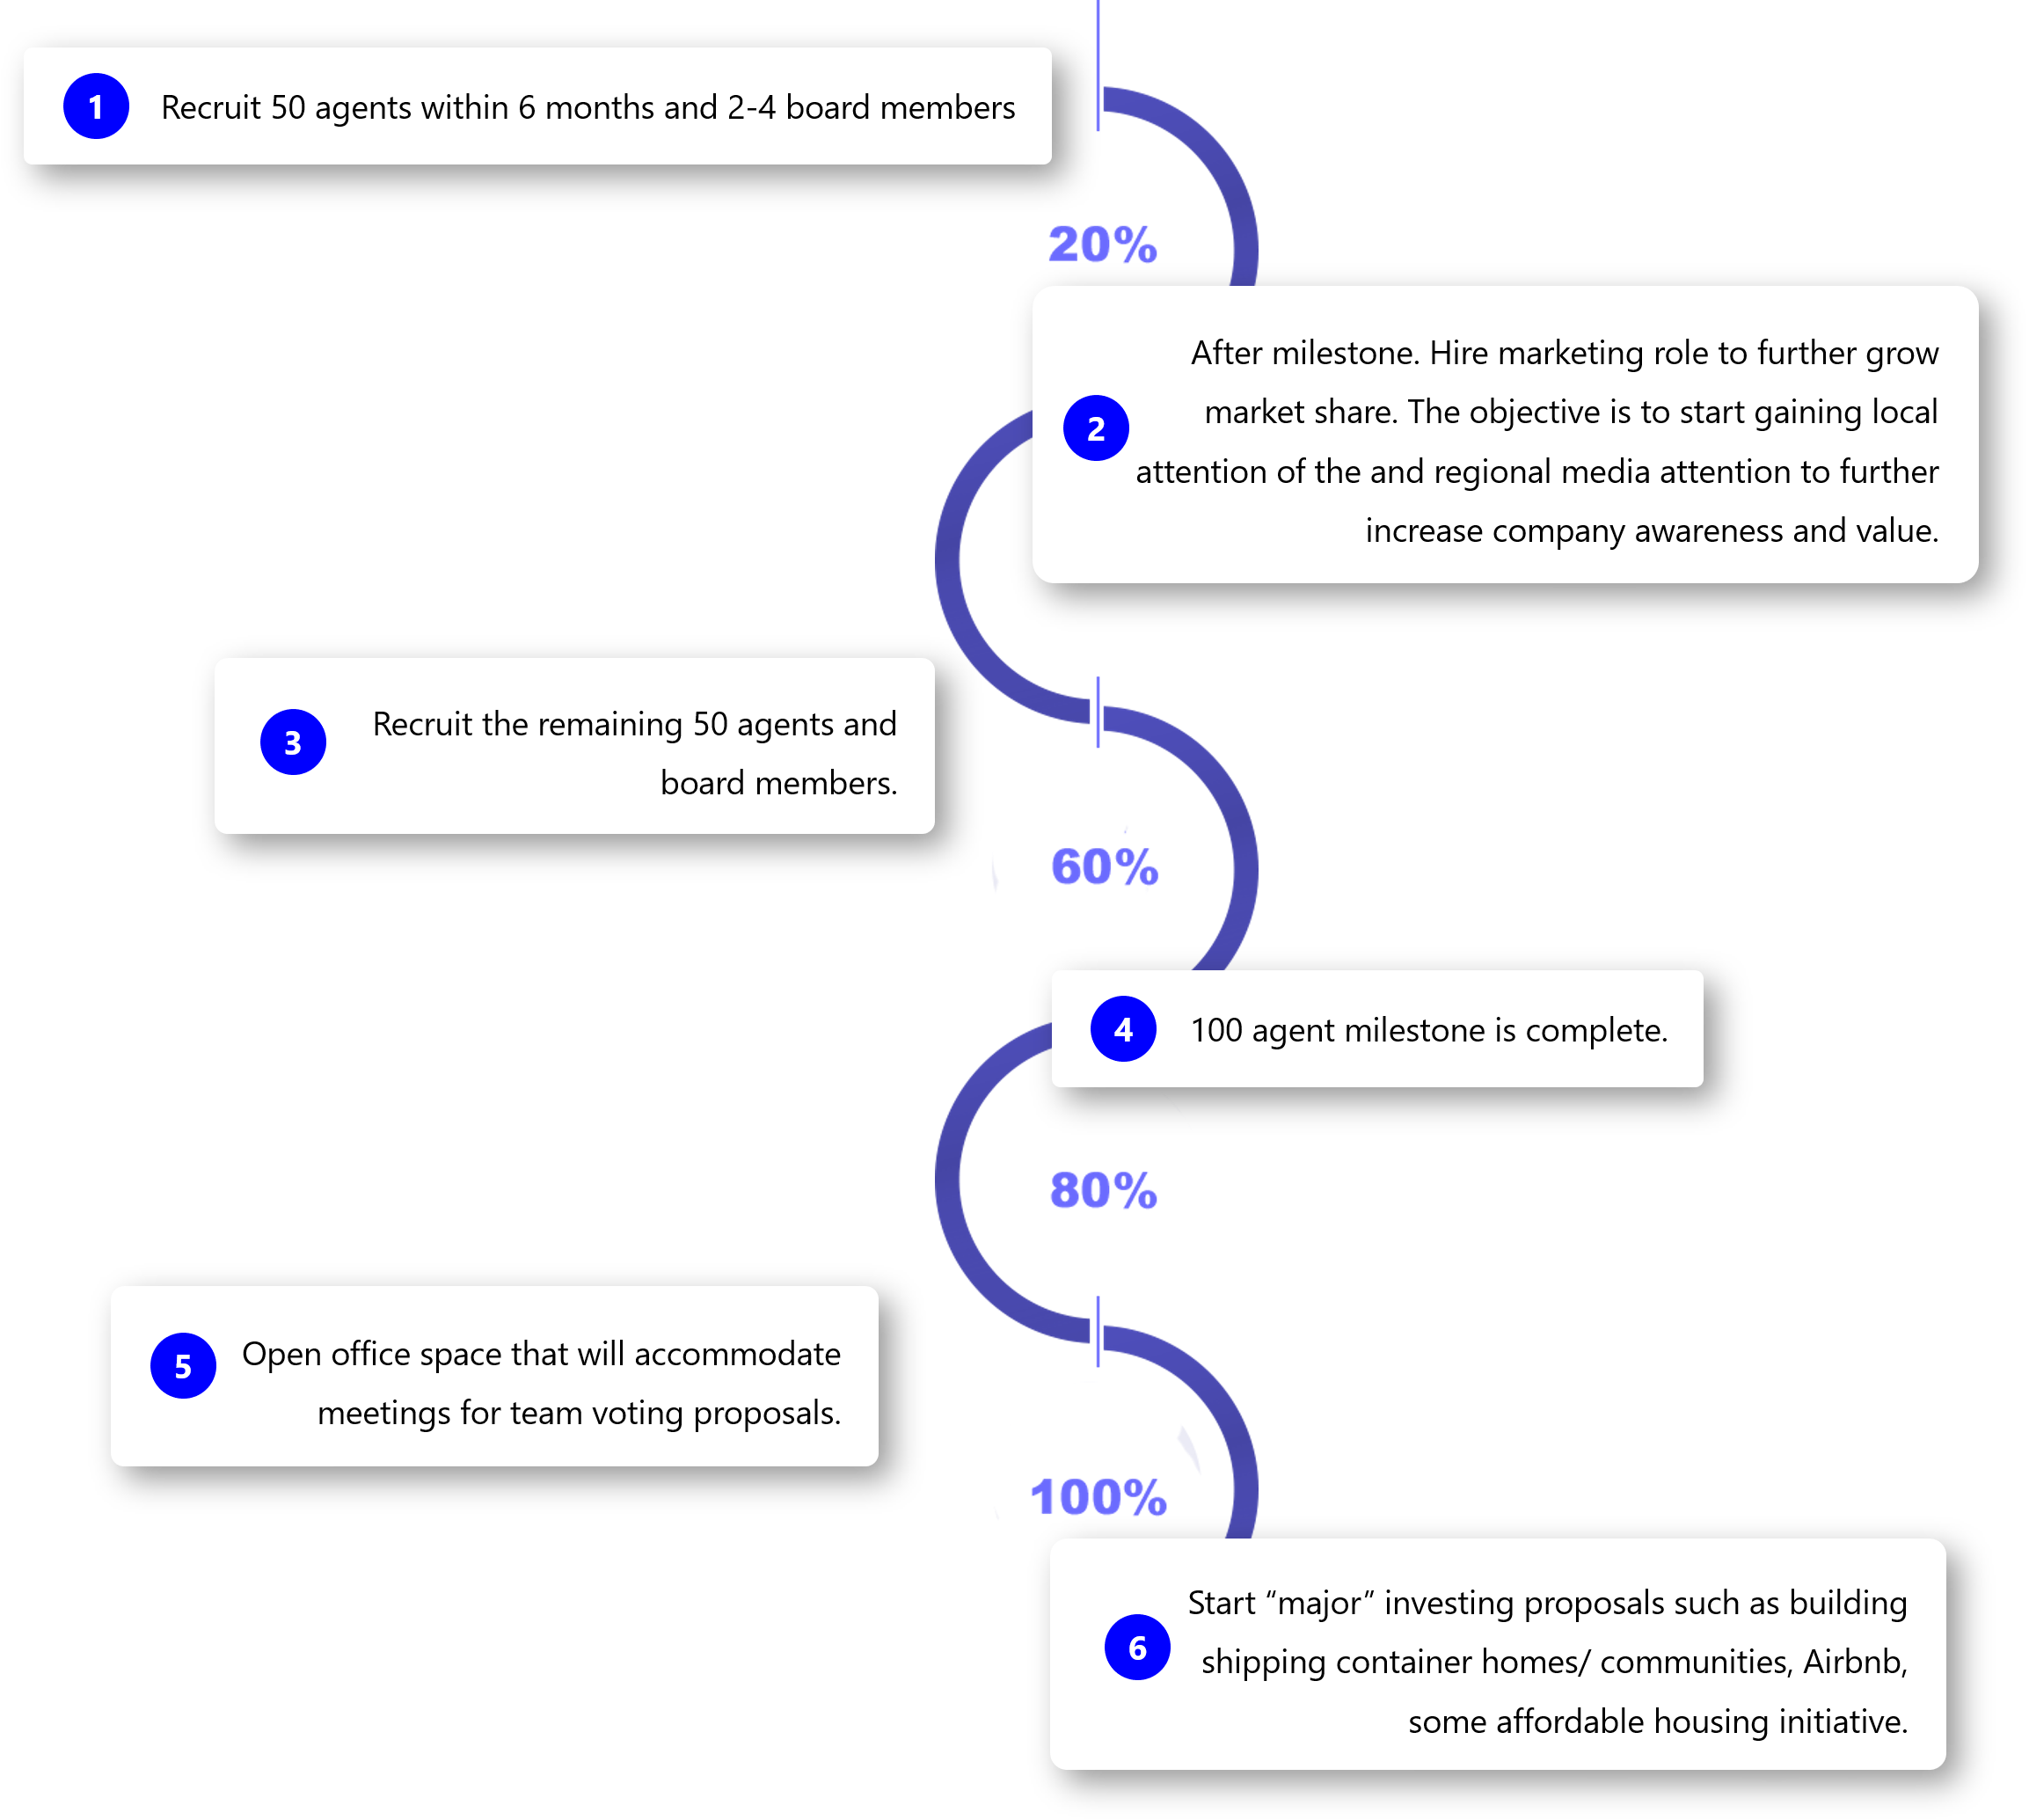 1
Recruit 50 agents within 6 months and 2-4 board members
20%
2
After milestone. Hire marketing role to further grow
market share. The objective is to start gaining local
attention of the and regional media attention to further
increase company awareness and value.
3
Recruit the remaining 50 agents and
board members.
60%
4
100 agent milestone is complete.
80%
5
Open office space that will accommodate
meetings for team voting proposals.
100%
6
Start “major” investing proposals such as building
shipping container homes/ communities, Airbnb,
some affordable housing initiative.